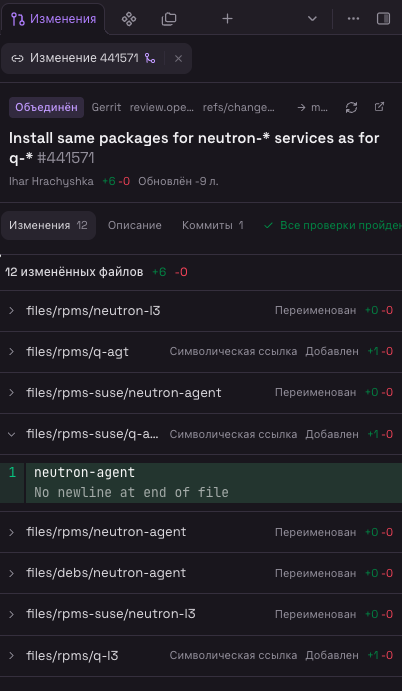 Изменения
Изменение 441571
Объединён Gerrit review.ope... refs/change... → m...
Install same packages for neutron-* services as for
q-* #441571
Ihar Hrachyshka +6 -0 Обновлён -9 л.
Изменения 12 Описание Коммиты 1 Все проверки пройден
12 изменённых файлов +6 -0
files/rpms/neutron-l3 Переименован +0 -0
files/rpms/q-agt Символическая ссылка Добавлен +1 -0
files/rpms-suse/neutron-agent Переименован +0 -0
files/rpms-suse/q-a... Символическая ссылка Добавлен +1 -0
1 neutron-agent
No newline at end of file
files/rpms/neutron-agent Переименован +0 -0
files/debs/neutron-agent Переименован +0 -0
files/rpms-suse/neutron-l3 Переименован +0 -0
files/rpms/q-l3 Символическая ссылка Добавлен +1 -0